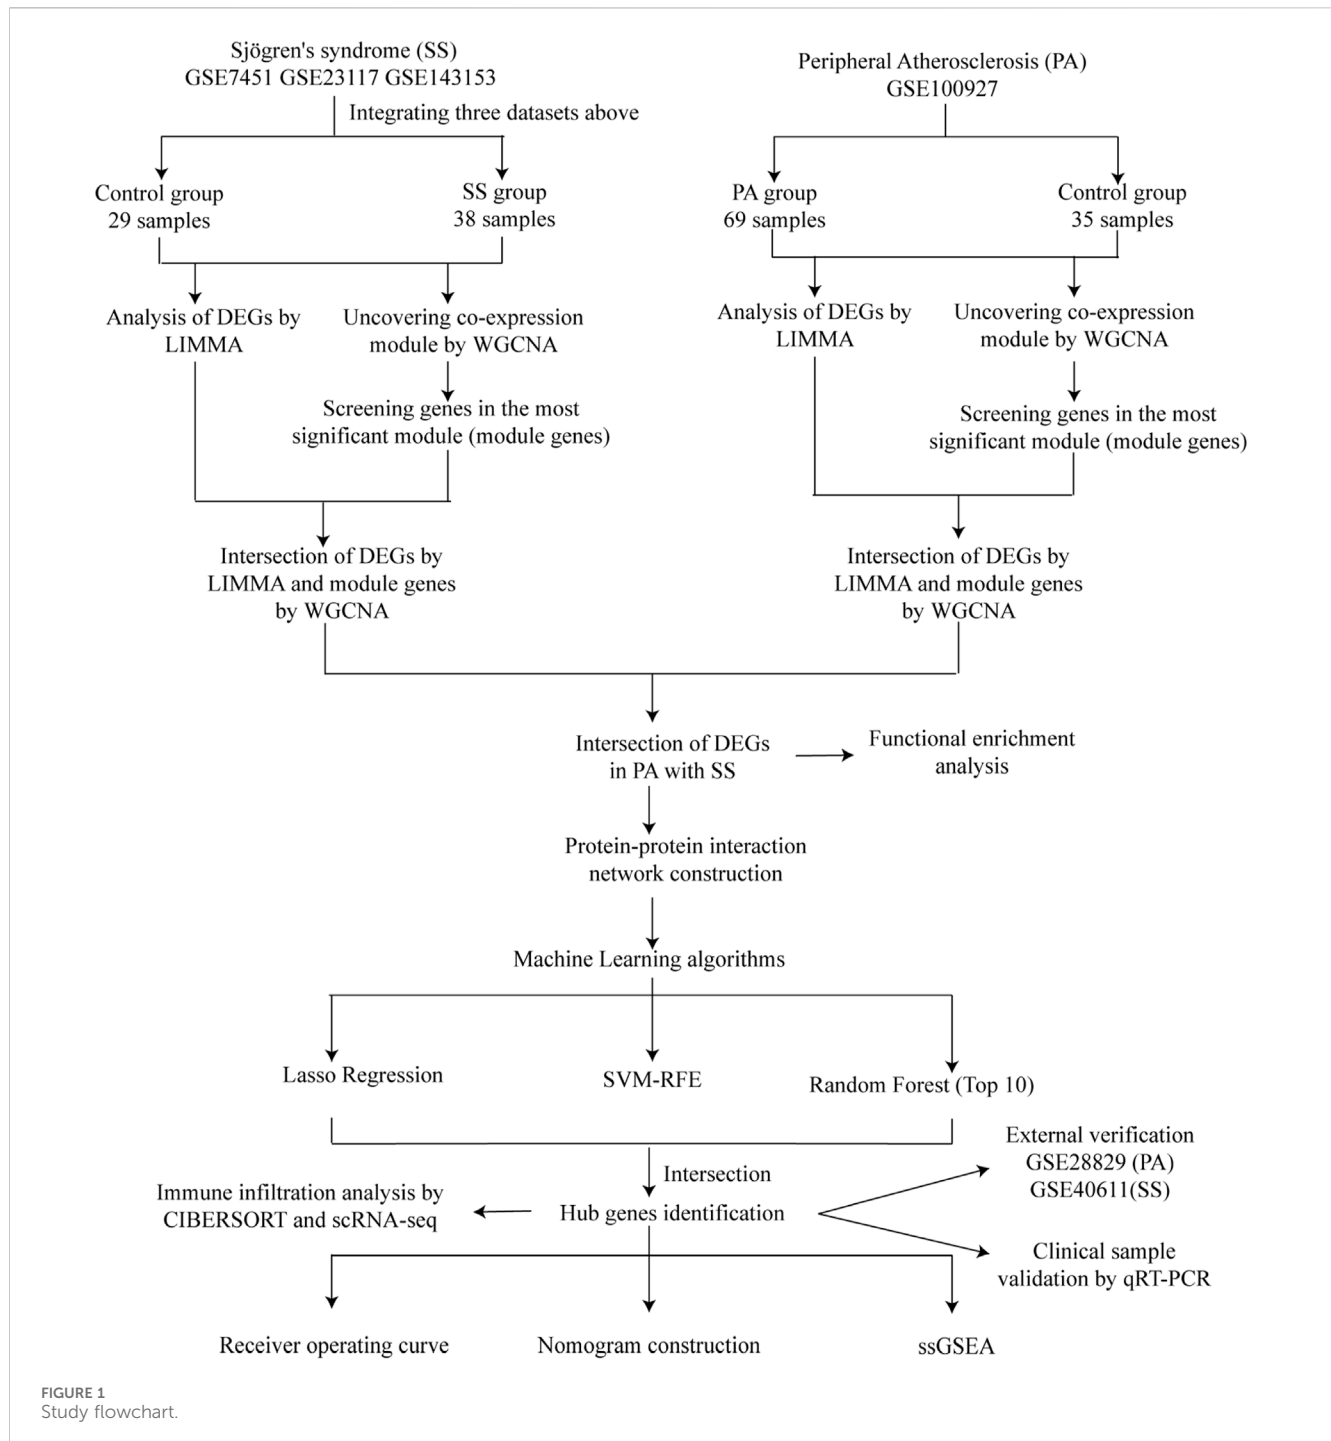 Sjögren's syndrome (SS)
GSE7451 GSE23117 GSE143153
Integrating three datasets above
Control group
29 samples
SS group
38 samples
Analysis of DEGs by
LIMMA
Uncovering co-expression
module by WGCNA
Screening genes in the most
significant module (module genes)
Intersection of DEGs by
LIMMA and module genes
by WGCNA
Peripheral Atherosclerosis (PA)
GSE100927
PA group
69 samples
Control group
35 samples
Analysis of DEGs by
LIMMA
Uncovering co-expression
module by WGCNA
Screening genes in the most
significant module (module genes)
Intersection of DEGs by
LIMMA and module genes
by WGCNA
Intersection of DEGs
in PA with SS
Functional enrichment
analysis
Protein-protein interaction
network construction
Machine Learning algorithms
Lasso Regression
SVM-RFE
Random Forest (Top 10)
Intersection
Hub genes identification
Immune infiltration analysis by
CIBERSORT and scRNA-seq
External verification
GSE28829 (PA)
GSE40611(SS)
Clinical sample
validation by qRT-PCR
Receiver operating curve
Nomogram construction
ssGSEA
FIGURE 1
Study flowchart.